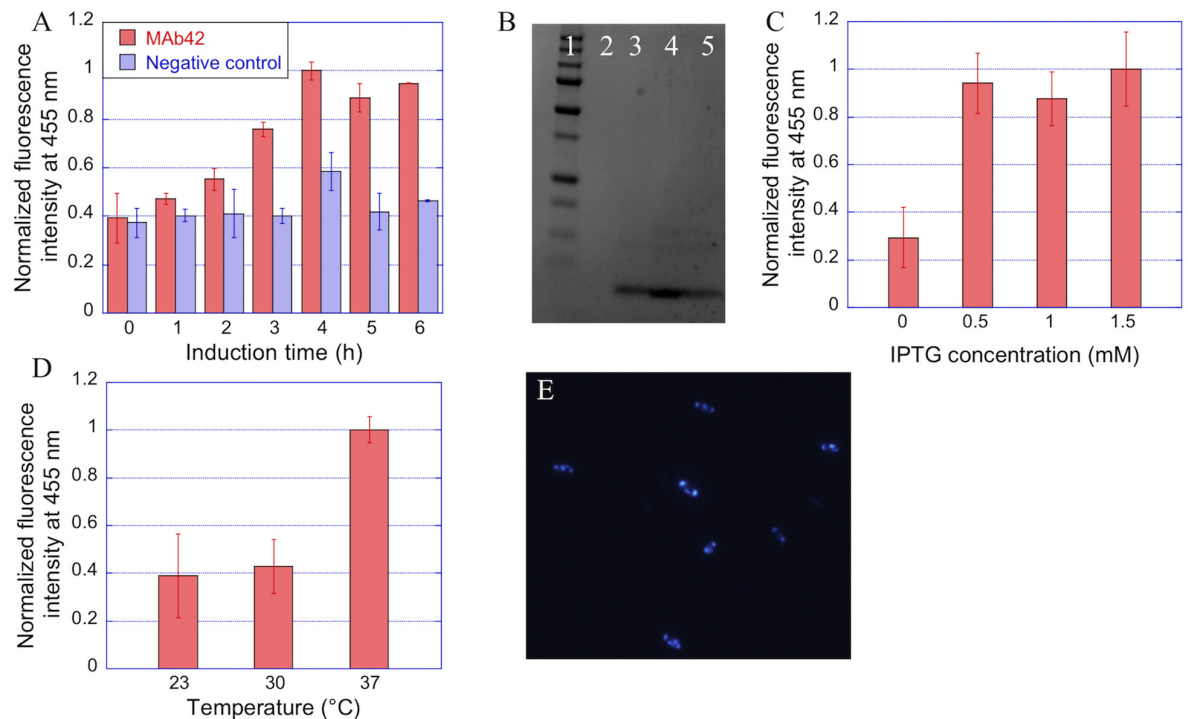 A
1.2
1
0.8
0.6
0.4
0.2
0
Normalized fluorescence
intensity at 455 nm
MAb42
Negative control
0 1 2 3 4 5 6
Induction time (h)
B
1 2 3 4 5
C
1.2
1
0.8
0.6
0.4
0.2
0
Normalized fluorescence
intensity at 455 nm
0 0.5 1 1.5
IPTG concentration (mM)
D
1.2
1
0.8
0.6
0.4
0.2
0
Normalized fluorescence
intensity at 455 nm
23 30 37
Temperature (°C)
E